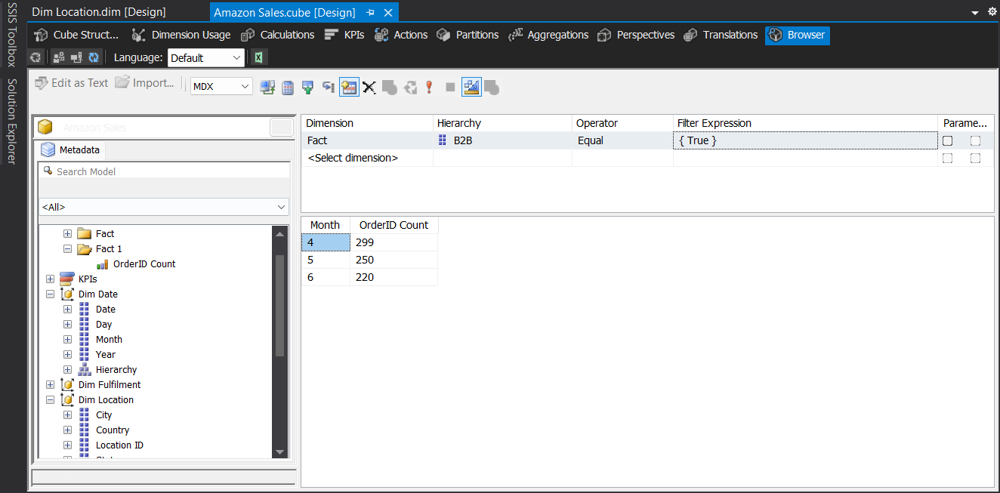 SSIS Toolbox
Solution Explorer
Dim Location.dim [Design]
Amazon Sales.cube [Design]
Cube Struct...
Dimension Usage
Calculations
KPIs
Actions
Partitions
Aggregations
Perspectives
Translations
Browser
Language:
Default
Edit as Text
Import...
MDX
Amazon Sales
Metadata
Search Model
<All>
Fact
Fact 1
OrderID Count
KPIs
Dim Date
Date
Day
Month
Year
Hierarchy
Dim Fulfilment
Dim Location
City
Country
Location ID
Dimension Hierarchy Operator Filter Expression Parame...
Fact B2B Equal { True }
<Select dimension>
Month OrderID Count
4 299
5 250
6 220